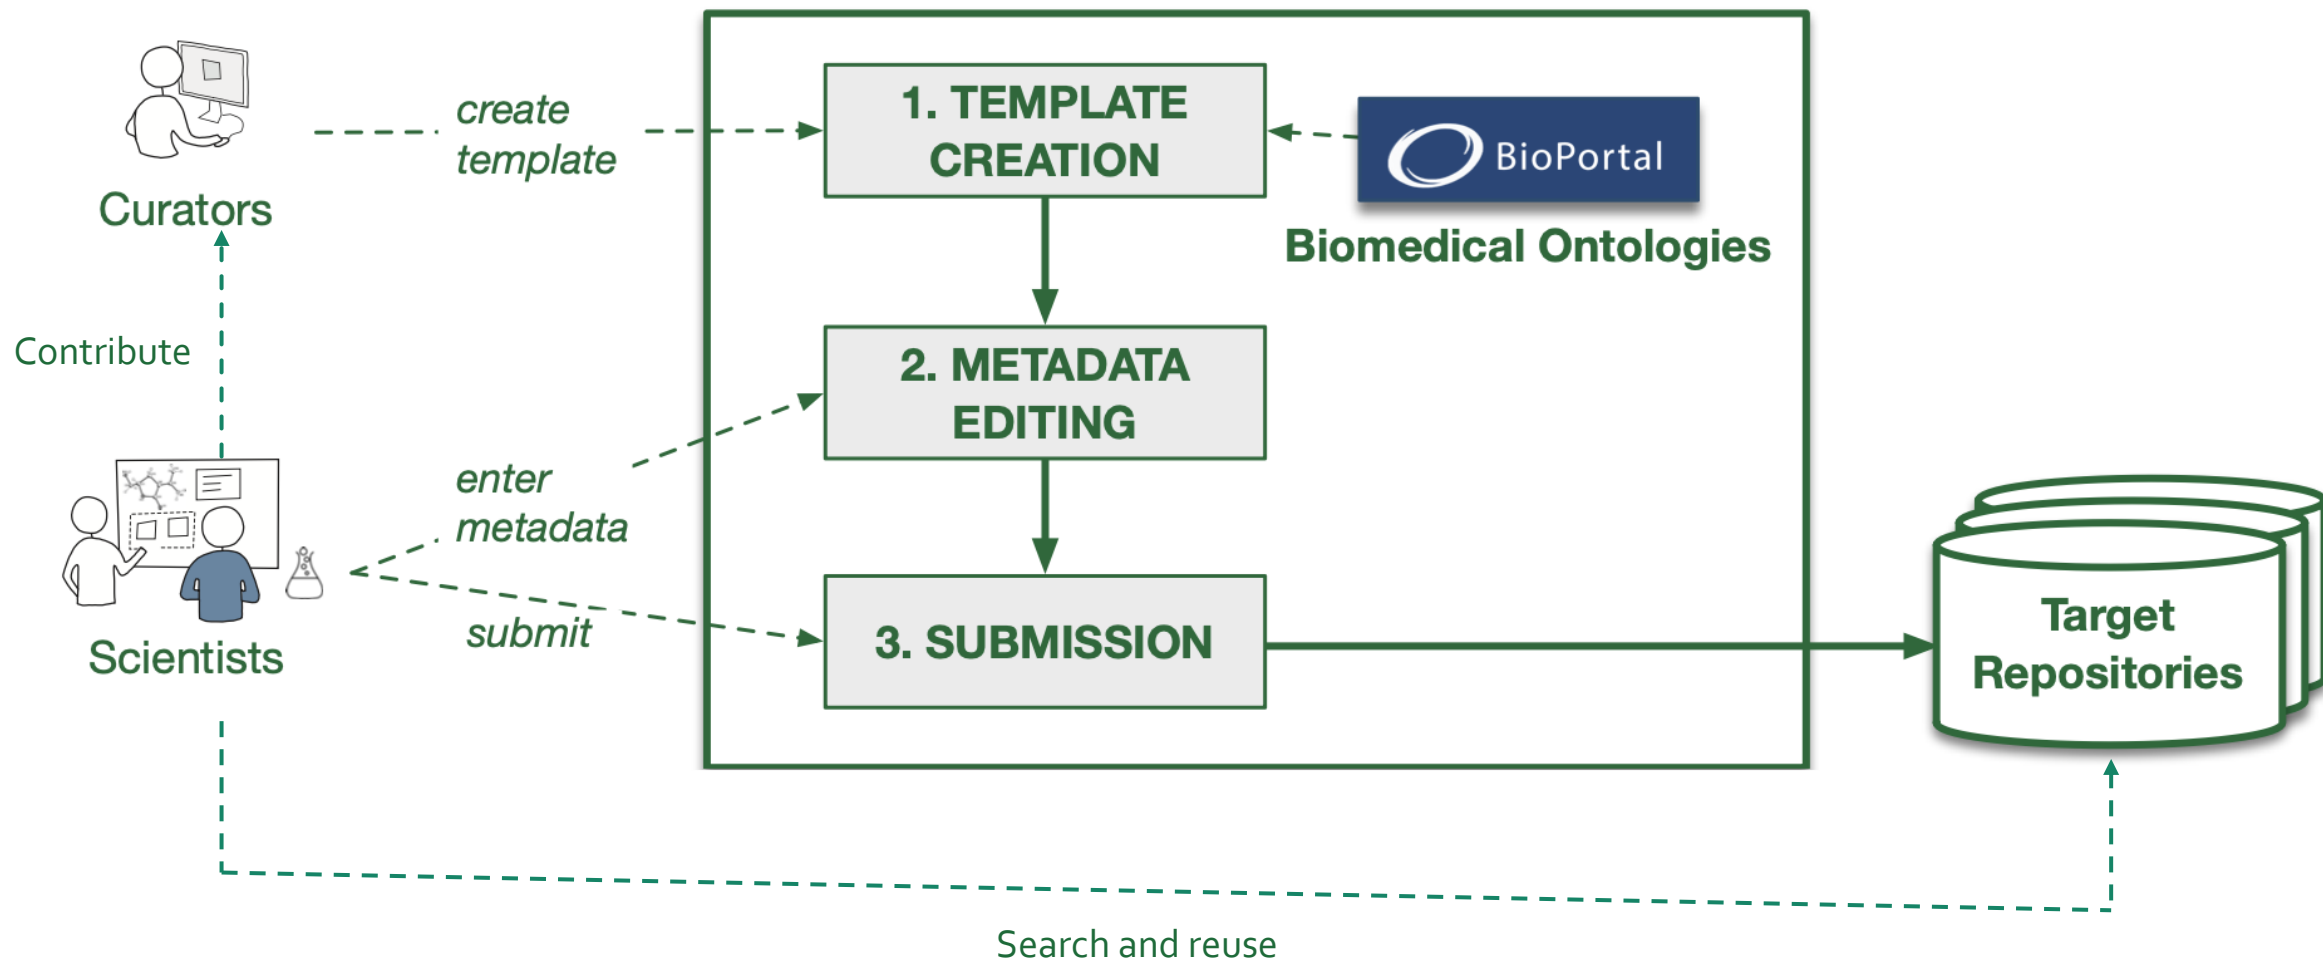 create
template
Curators
1. TEMPLATE
CREATION
BioPortal
Biomedical Ontologies
Contribute
2. METADATA
EDITING
enter
metadata
submit
Scientists
3. SUBMISSION
Target
Repositories
Search and reuse